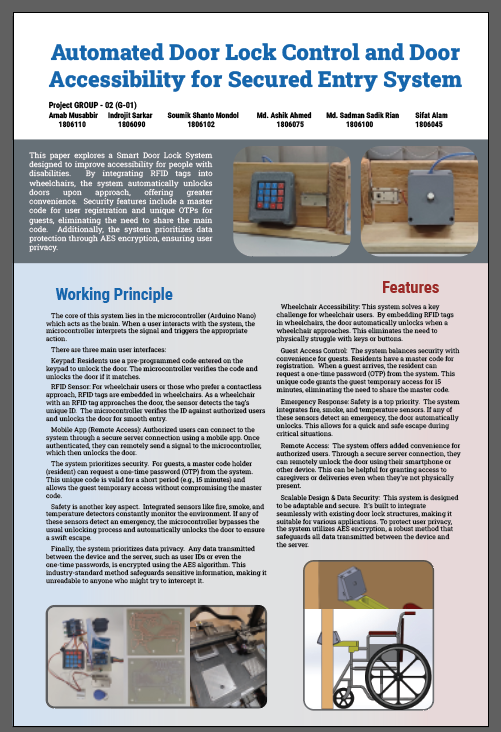 Automated Door Lock Control and Door
Accessibility for Secured Entry System
Project GROUP - 02 (G-01)
Arnab Musabbir Indrojit Sarkar Soumik Shanto Mondol Md. Ashik Ahmed Md. Sadman Sadik Rian Sifat Alam
1806110 1806090 1806102 1806075 1806100 1806045
This paper explores a Smart Door Lock System
designed to improve accessibility for people with
disabilities. By integrating RFID tags into
wheelchairs, the system automatically unlocks
doors upon approach, offering greater
convenience. Security features include a master
code for user registration and unique OTPs for
guests, eliminating the need to share the main
code. Additionally, the system prioritizes data
protection through AES encryption, ensuring user
privacy.
Working Principle
The core of this system lies in the microcontroller (Arduino Nano)
which acts as the brain. When a user interacts with the system, the
microcontroller interprets the signal and triggers the appropriate
action.
There are three main user interfaces:
Keypad: Residents use a pre-programmed code entered on the
keypad to unlock the door. The microcontroller verifies the code and
unlocks the door if it matches.
RFID Sensor: For wheelchair users or those who prefer a contactless
approach, RFID tags are embedded in wheelchairs. As a wheelchair
with an RFID tag approaches the door, the sensor detects the tag's
unique ID. The microcontroller verifies the ID against authorized users
and unlocks the door for smooth entry.
Mobile App (Remote Access): Authorized users can connect to the
system through a secure server connection using a mobile app. Once
authenticated, they can remotely send a signal to the microcontroller,
which then unlocks the door.
The system prioritizes security. For guests, a master code holder
(resident) can request a one-time password (OTP) from the system.
This unique code is valid for a short period (e.g., 15 minutes) and
allows the guest temporary access without compromising the master
code.
Safety is another key aspect. Integrated sensors like fire, smoke, and
temperature detectors constantly monitor the environment. If any of
these sensors detect an emergency, the microcontroller bypasses the
usual unlocking process and automatically unlocks the door to ensure
a swift escape.
Finally, the system prioritizes data privacy. Any data transmitted
between the device and the server, such as user IDs or even the
one-time passwords, is encrypted using the AES algorithm. This
industry-standard method safeguards sensitive information, making it
unreadable to anyone who might try to intercept it.
Features
Wheelchair Accessibility: This system solves a key
challenge for wheelchair users. By embedding RFID tags
in wheelchairs, the door automatically unlocks when a
wheelchair approaches. This eliminates the need to
physically struggle with keys or buttons.
Guest Access Control: The system balances security with
convenience for guests. Residents have a master code for
registration. When a guest arrives, the resident can
request a one-time password (OTP) from the system. This
unique code grants the guest temporary access for 15
minutes, eliminating the need to share the master code.
Emergency Response: Safety is a top priority. The system
integrates fire, smoke, and temperature sensors. If any of
these sensors detect an emergency, the door automatically
unlocks. This allows for a quick and safe escape during
critical situations.
Remote Access: The system offers added convenience for
authorized users. Through a secure server connection, they
can remotely unlock the door using their smartphone or
other device. This can be helpful for granting access to
caregivers or deliveries even when they're not physically
present.
Scalable Design & Data Security: This system is designed
to be adaptable and secure. It's built to integrate
seamlessly with existing door lock structures, making it
suitable for various applications. To protect user privacy,
the system utilizes AES encryption, a robust method that
safeguards all data transmitted between the device and
the server.